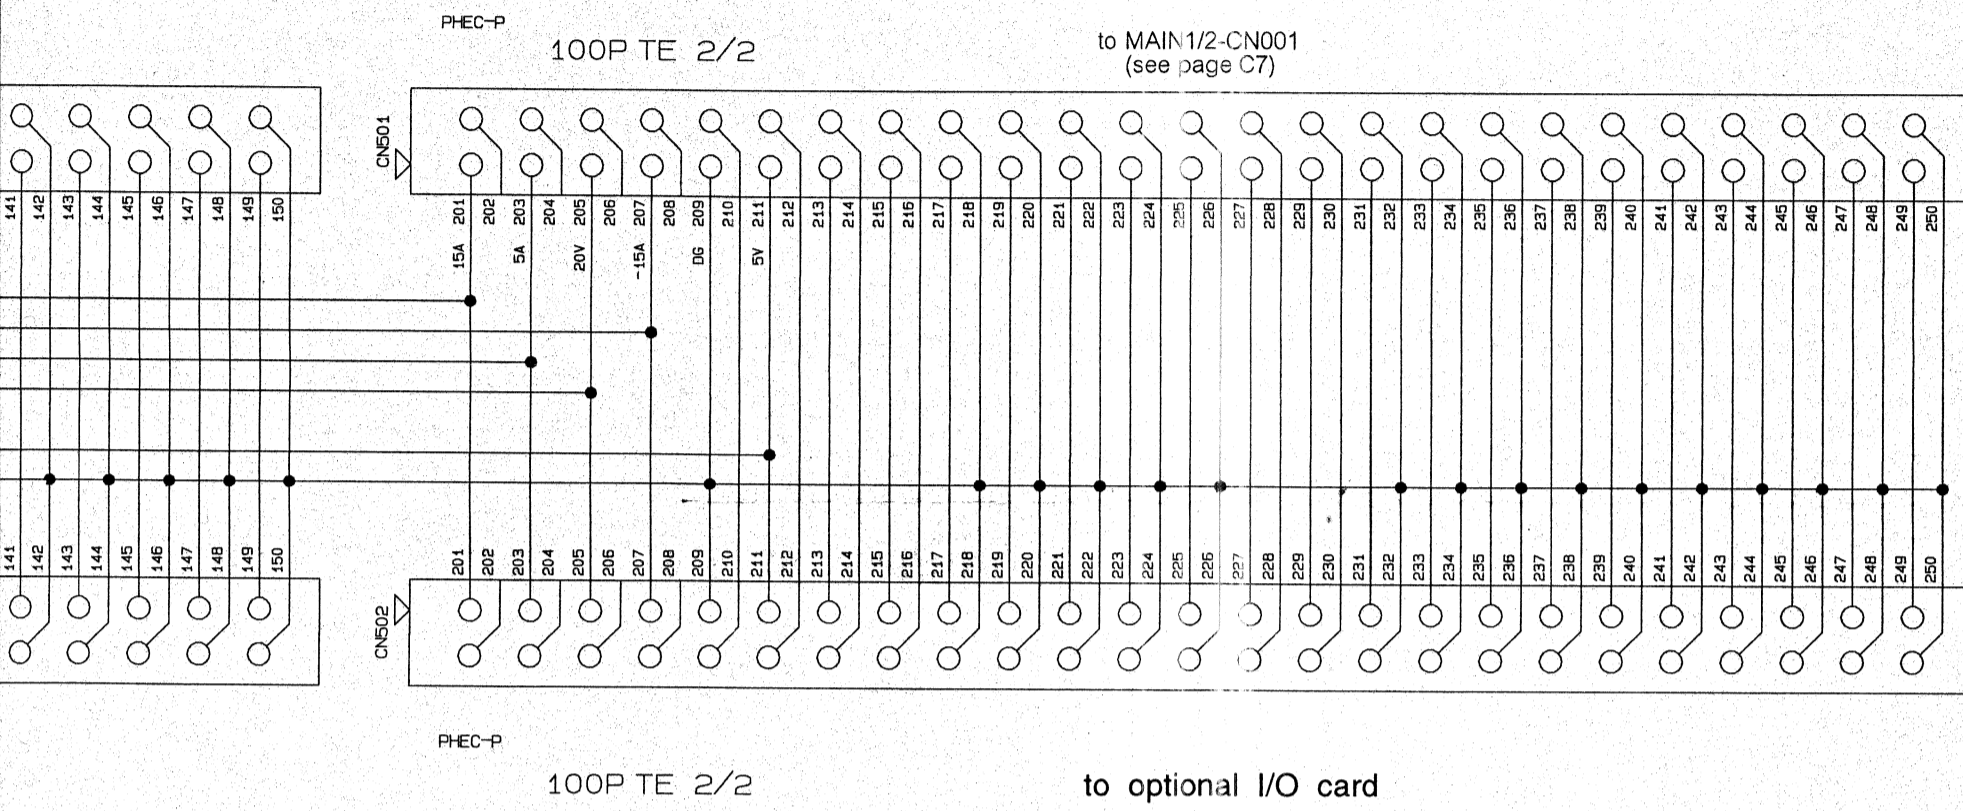 PHEC-P
100P TE 2/2
to MAIN1/2-CN001
(see page C7)
CN501
141 142 143 144 145 146 147 148 149 150
201 202 203 204 205 206 207 208 209 210 211 212 213 214 215 216 217 218 219 220 221 222 223 224 225 226 227 228 229 230 231 232 233 234 235 236 237 238 239 240 241 242 243 244 245 246 247 248 249 250
15A 5A 20V -15A DG 5V
141 142 143 144 145 146 147 148 149 150
201 202 203 204 205 206 207 208 209 210 211 212 213 214 215 216 217 218 219 220 221 222 223 224 225 226 227 228 229 230 231 232 233 234 235 236 237 238 239 240 241 242 243 244 245 246 247 248 249 250
CN502
PHEC-P
100P TE 2/2
to optional I/O card